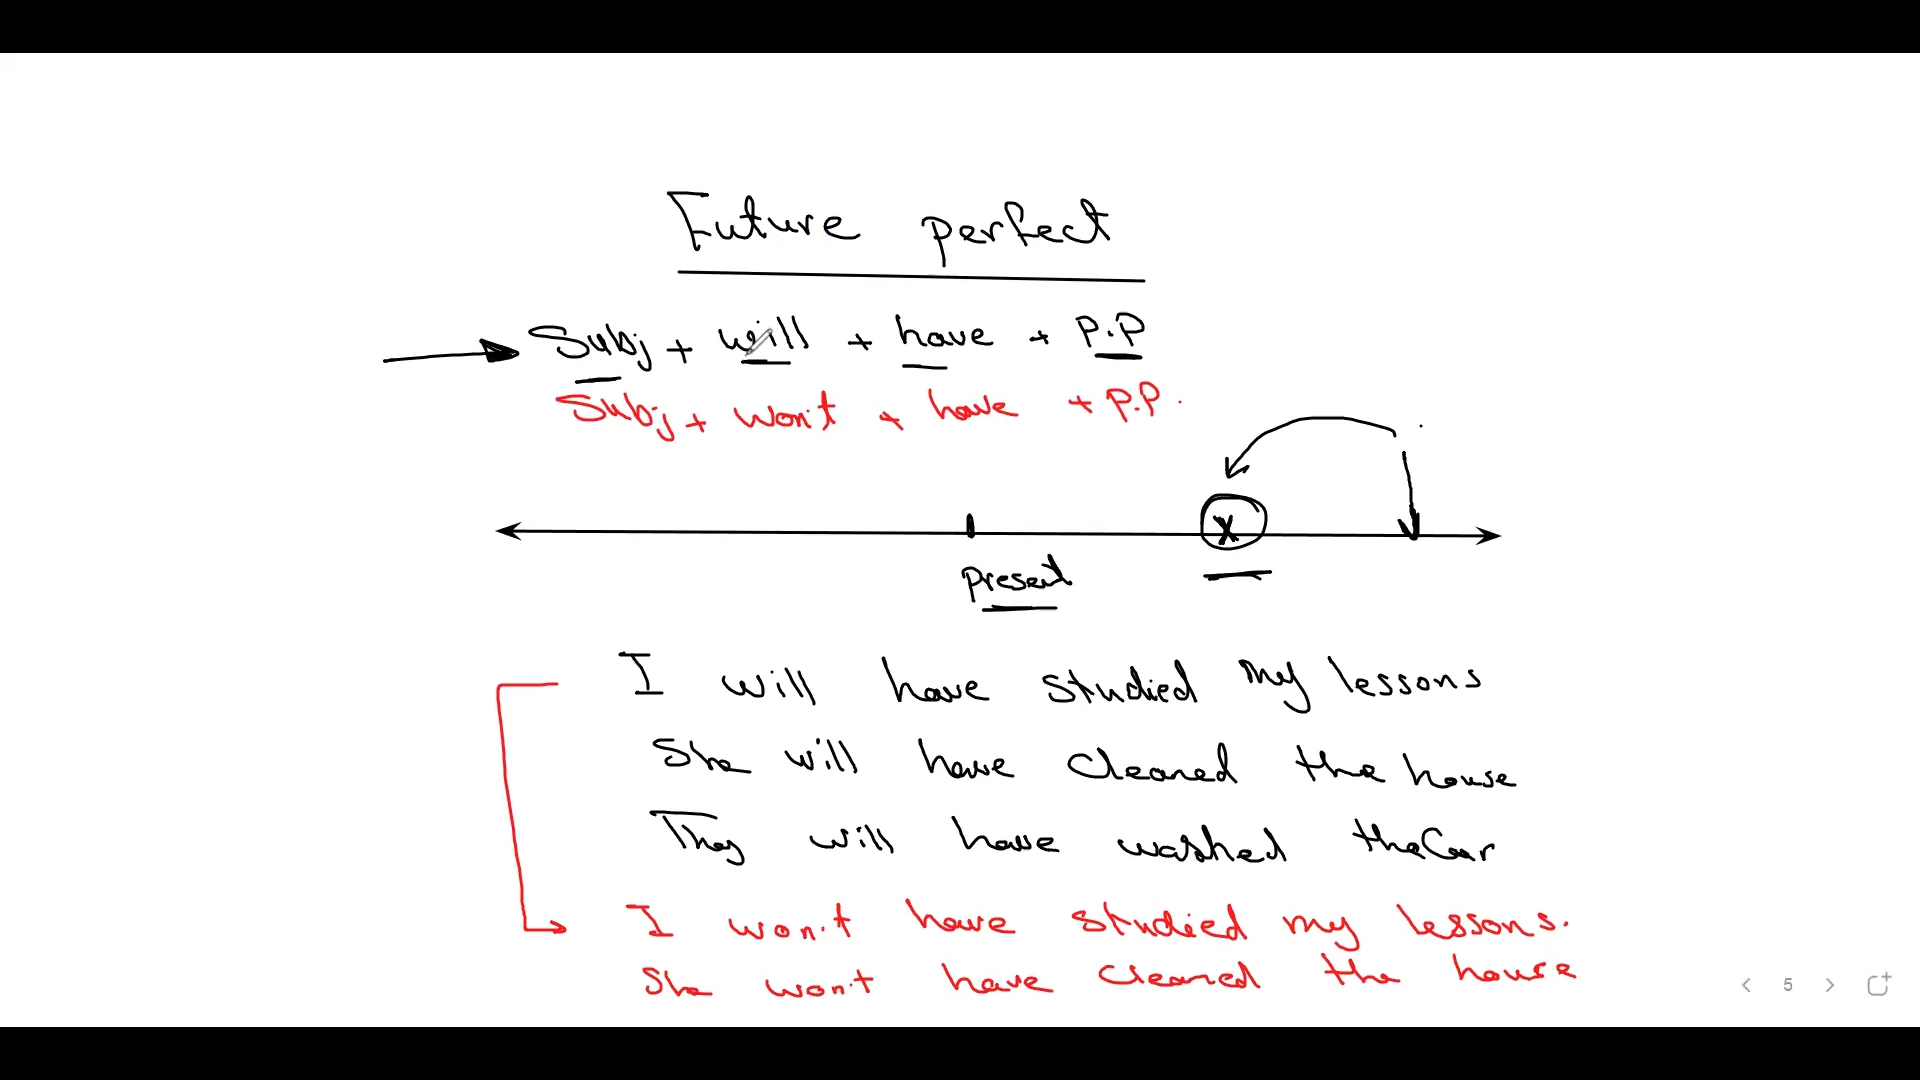 Future perfect
Subj + will + have + P.P
Subj + won't + have + P.P.
x
present
I will have studied my lessons
She will have cleaned the house
They will have washed the Car
I won't have studied my lessons.
She won't have cleaned the house
5